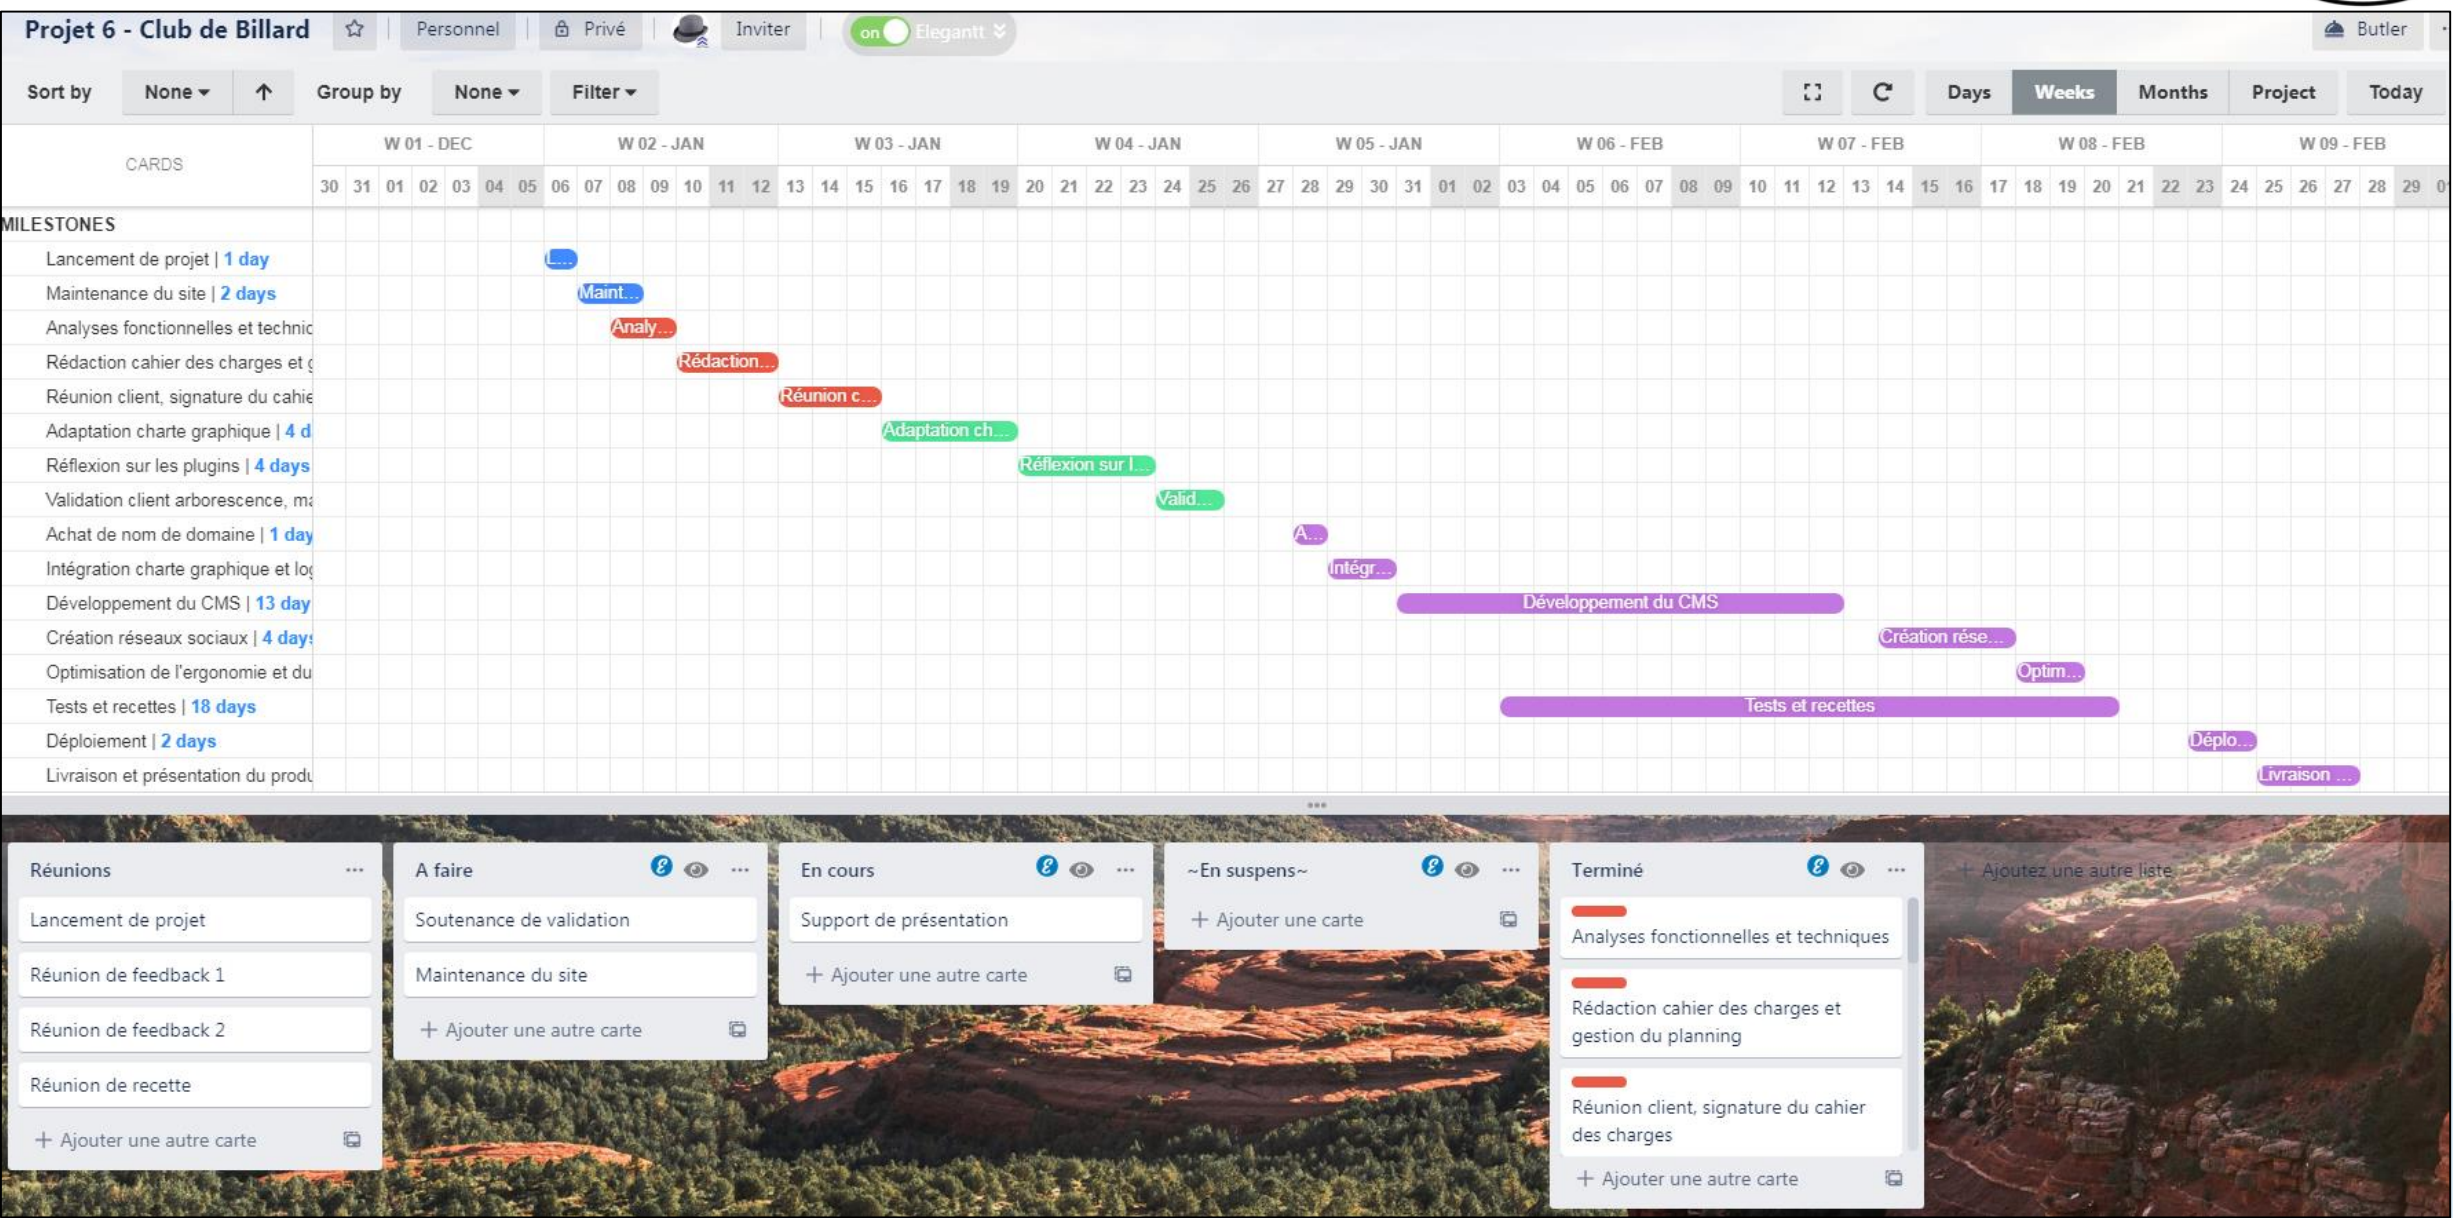 Projet 6 - Club de Billard Personnel Privé Inviter on Elegantt Butler
Sort by None Group by None Filter Days Weeks Months Project Today
CARDS W 01 - DEC W 02 - JAN W 03 - JAN W 04 - JAN W 05 - JAN W 06 - FEB W 07 - FEB W 08 - FEB W 09 - FEB
30 31 01 02 03 04 05 06 07 08 09 10 11 12 13 14 15 16 17 18 19 20 21 22 23 24 25 26 27 28 29 30 31 01 02 03 04 05 06 07 08 09 10 11 12 13 14 15 16 17 18 19 20 21 22 23 24 25 26 27 28 29
MILESTONES
Lancement de projet | 1 day L...
Maintenance du site | 2 days Maint...
Analyses fonctionnelles et technic Analy...
Rédaction cahier des charges et g Rédaction...
Réunion client, signature du cahie Réunion c...
Adaptation charte graphique | 4 d Adaptation ch...
Réflexion sur les plugins | 4 days Réflexion sur l...
Validation client arborescence, ma Valid...
Achat de nom de domaine | 1 day A...
Intégration charte graphique et log Intégr...
Développement du CMS | 13 day Développement du CMS
Création réseaux sociaux | 4 days Création rése...
Optimisation de l'ergonomie et du Optim...
Tests et recettes | 18 days Tests et recettes
Déploiement | 2 days Déplo...
Livraison et présentation du produ Livraison ...
Réunions
Lancement de projet
Réunion de feedback 1
Réunion de feedback 2
Réunion de recette
+ Ajouter une autre carte
A faire
Soutenance de validation
Maintenance du site
+ Ajouter une autre carte
En cours
Support de présentation
+ Ajouter une autre carte
~En suspens~
+ Ajouter une carte
Terminé
Analyses fonctionnelles et techniques
Rédaction cahier des charges et
gestion du planning
Réunion client, signature du cahier
des charges
+ Ajouter une autre carte
+ Ajoutez une autre liste